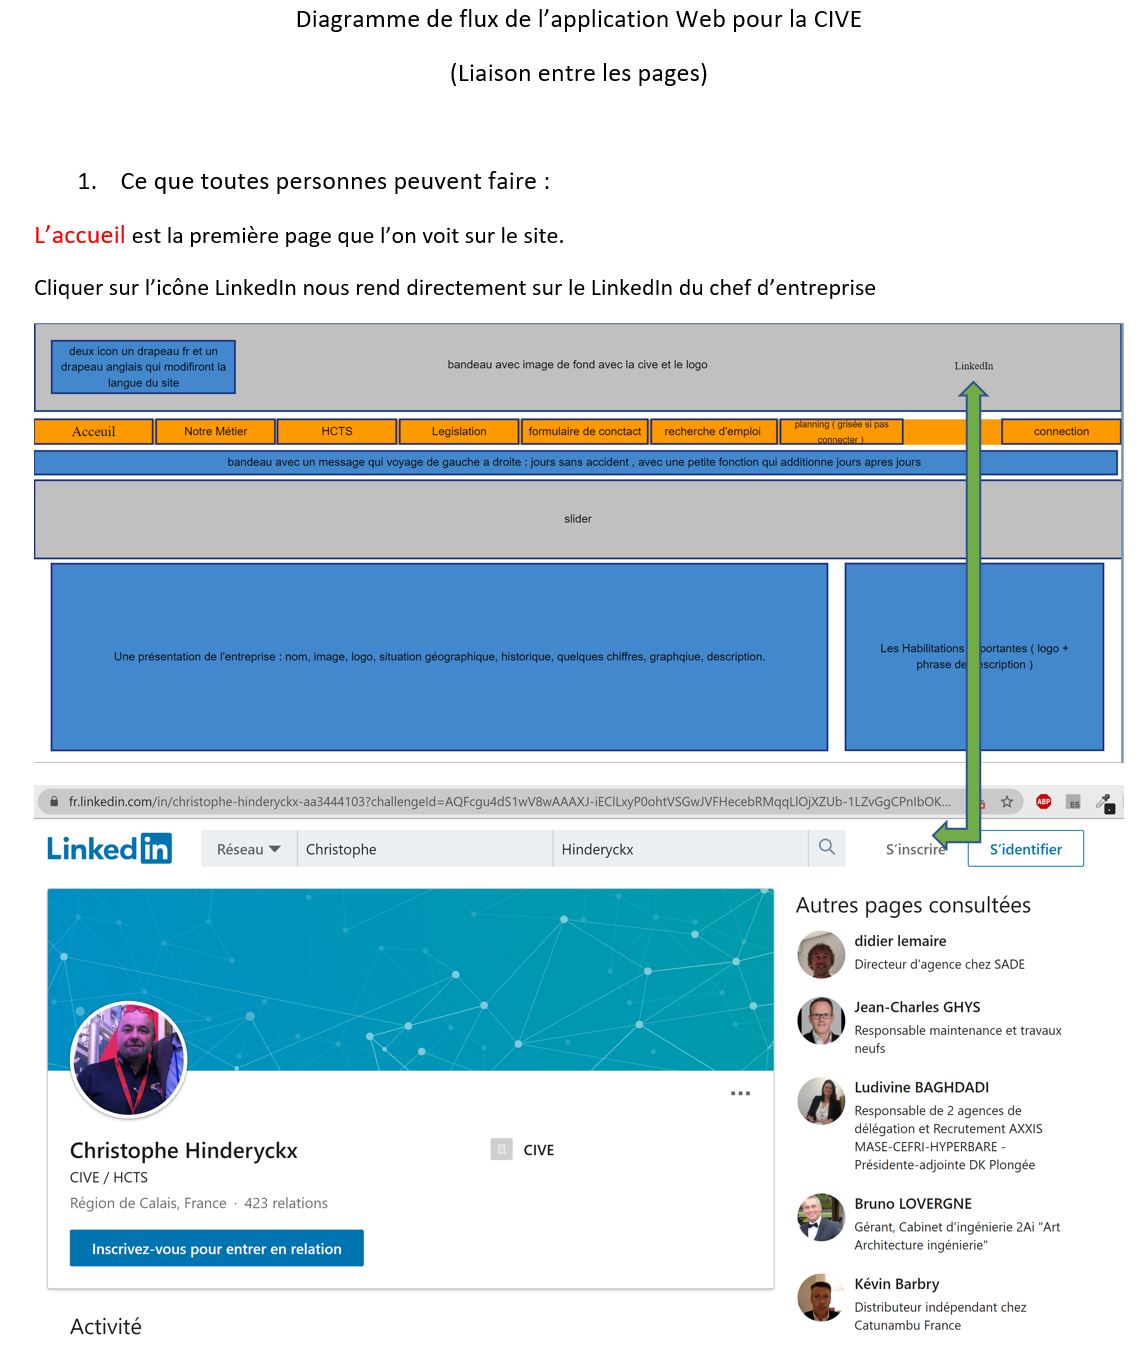 Diagramme de flux de l’application Web pour la CIVE
(Liaison entre les pages)
1. Ce que toutes personnes peuvent faire :
L’accueil est la première page que l’on voit sur le site.
Cliquer sur l’icône LinkedIn nous rend directement sur le LinkedIn du chef d’entreprise
deux icon un drapeau fr et un
drapeau anglais qui modifiront la
langue du site
bandeau avec image de fond avec la cive et le logo
LinkedIn
Acceuil
Notre Métier
HCTS
Legislation
formulaire de conctact
recherche d'emploi
planning ( grisée si pas
connecter )
connection
bandeau avec un message qui voyage de gauche a droite : jours sans accident , avec une petite fonction qui additionne jours apres jours
slider
Une présentation de l'entreprise : nom, image, logo, situation géographique, historique, quelques chiffres, graphqiue, description.
Les Habilitations portantes ( logo +
phrase de scription )
fr.linkedin.com/in/christophe-hinderyckx-aa3444103?challengeId=
ABP
ES
Linked in
Réseau
Christophe
Hinderyckx
S’inscrire
S’identifier
Autres pages consultées
didier lemaire
Directeur d'agence chez SADE
Jean-Charles GHYS
Responsable maintenance et travaux
neufs
Ludivine BAGHDADI
Responsable de 2 agences de
délégation et Recrutement AXXIS
MASE-CEFRI-HYPERBARE -
Présidente-adjointe DK Plongée
Bruno LOVERGNE
Gérant, Cabinet d'ingénierie 2Ai "Art
Architecture ingénierie"
Kévin Barbry
Distributeur indépendant chez
Catunambu France
...
Christophe Hinderyckx
CIVE
CIVE / HCTS
Région de Calais, France · 423 relations
Inscrivez-vous pour entrer en relation
Activité